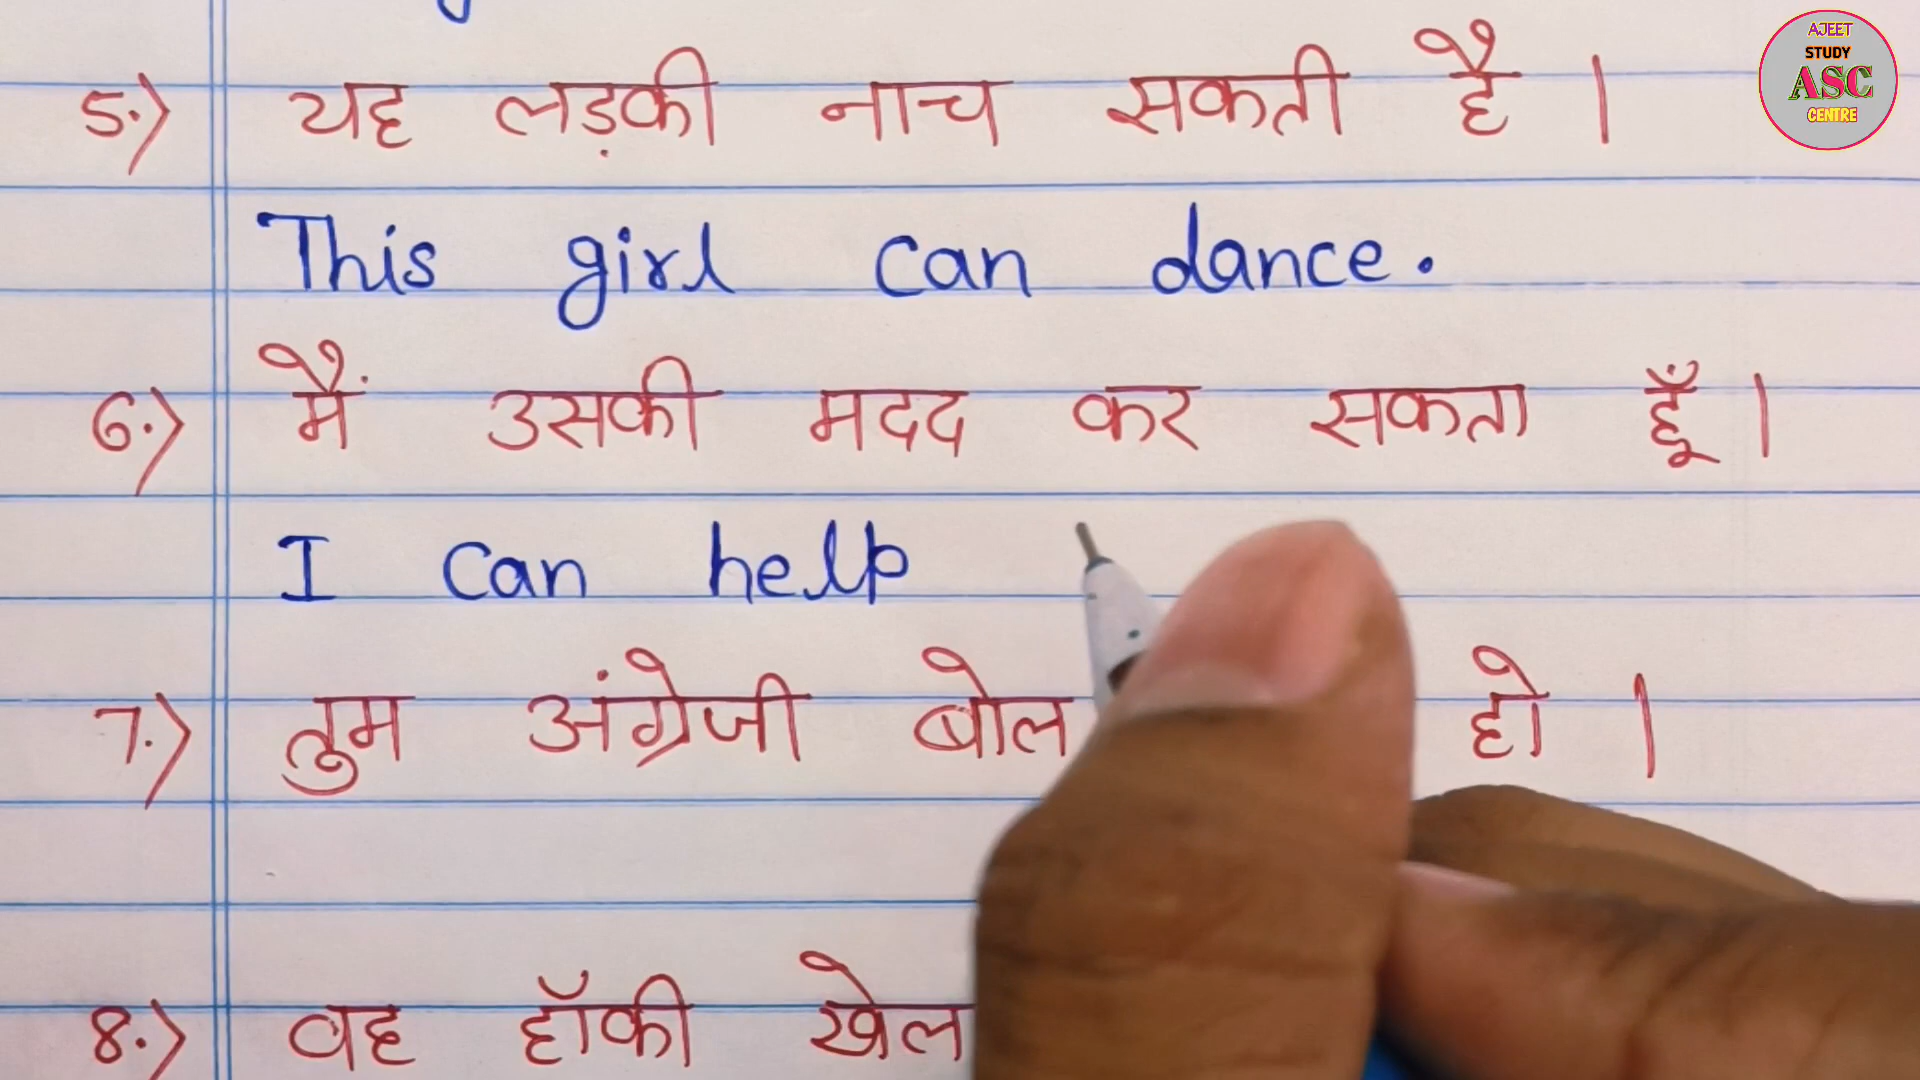 AJEET
STUDY
ASC
CENTRE
5.) यह लड़की नाच सकती है ।
This girl can dance.
6.) मैं उसकी मदद कर सकता हूँ ।
I can help
7.) तुम अंग्रेजी बोल हो ।
8.) वह हॉकी खेल